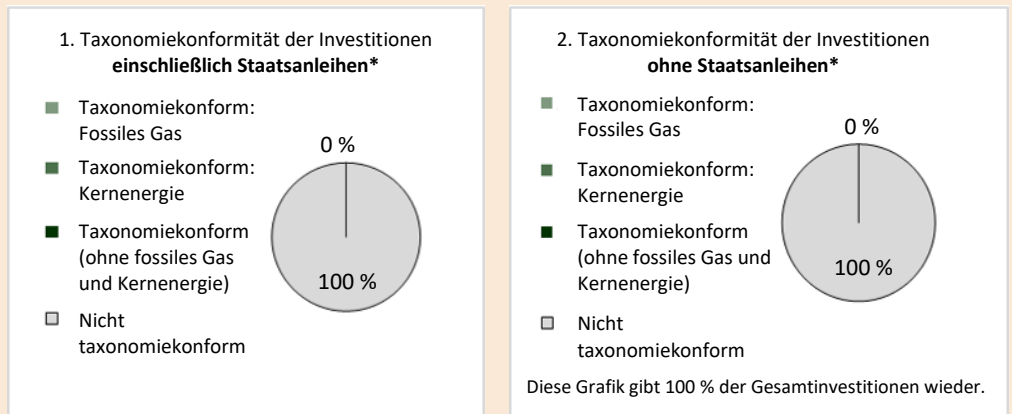 1. Taxonomiekonformität der Investitionen
einschließlich Staatsanleihen*
Taxonomiekonform:
Fossiles Gas
Taxonomiekonform:
Kernenergie
Taxonomiekonform
(ohne fossiles Gas
und Kernenergie)
Nicht
taxonomiekonform
0 %
100 %
2. Taxonomiekonformität der Investitionen
ohne Staatsanleihen*
Taxonomiekonform:
Fossiles Gas
Taxonomiekonform:
Kernenergie
Taxonomiekonform
(ohne fossiles Gas und
Kernenergie)
Nicht
taxonomiekonform
0 %
100 %
Diese Grafik gibt 100 % der Gesamtinvestitionen wieder.